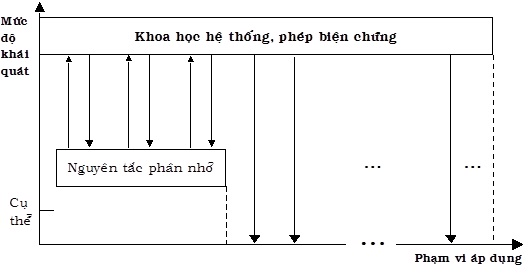 Mức
độ
khái
quát
Khoa học hệ thống, phép biện chứng
Nguyên tắc phân nhỏ
... ...
Cụ
thể
...
Phạm vi áp dụng